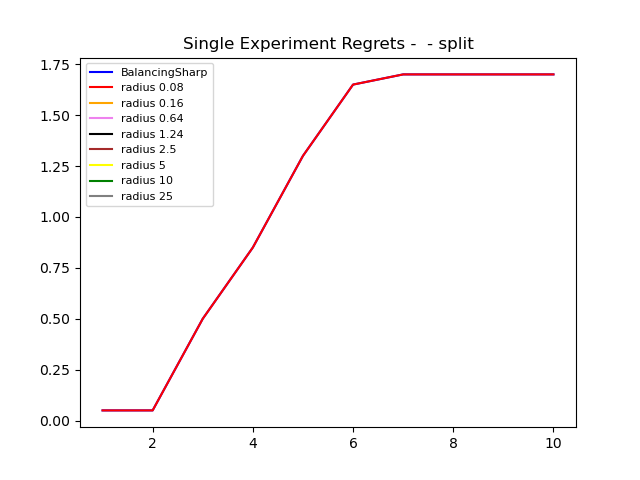 Single Experiment Regrets -  - split
1.75
1.50
1.25
1.00
0.75
0.50
0.25
0.00
BalancingSharp
radius 0.08
radius 0.16
radius 0.64
radius 1.24
radius 2.5
radius 5
radius 10
radius 25
2
4
6
8
10